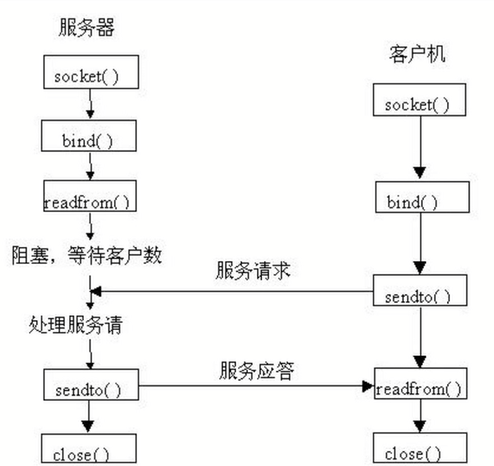 服务器
socket()
bind()
readfrom()
阻塞，等待客户数
处理服务请
sendto()
close()
服务请求
服务应答
客户机
socket()
bind()
sendto()
readfrom()
close()